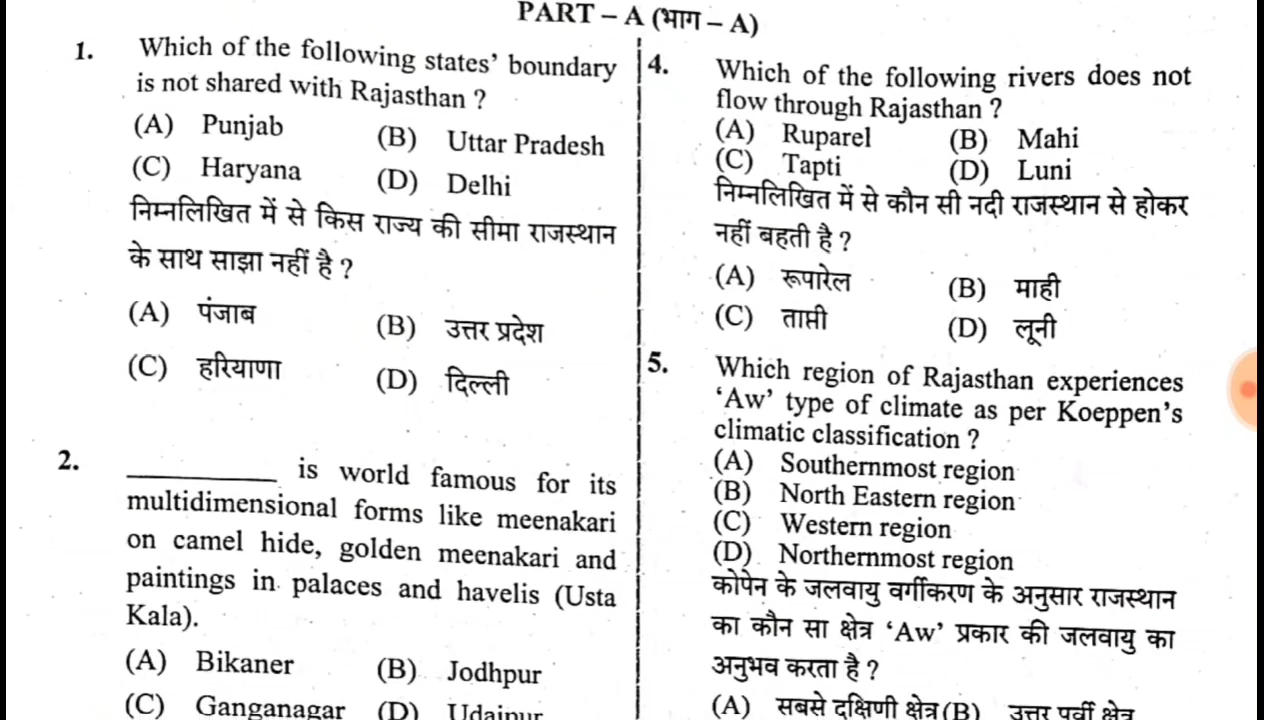 PART – A (भाग – A)
1. Which of the following states’ boundary
is not shared with Rajasthan ?
(A) Punjab (B) Uttar Pradesh
(C) Haryana (D) Delhi
निम्नलिखित में से किस राज्य की सीमा राजस्थान
के साथ साझा नहीं है ?
(A) पंजाब (B) उत्तर प्रदेश
(C) हरियाणा (D) दिल्ली
2. ________ is world famous for its
multidimensional forms like meenakari
on camel hide, golden meenakari and
paintings in palaces and havelis (Usta
Kala).
(A) Bikaner (B) Jodhpur
(C) Ganganagar (D) Udaipur
4. Which of the following rivers does not
flow through Rajasthan ?
(A) Ruparel (B) Mahi
(C) Tapti (D) Luni
निम्नलिखित में से कौन सी नदी राजस्थान से होकर
नहीं बहती है ?
(A) रूपारेल (B) माही
(C) ताप्ती (D) लूनी
5. Which region of Rajasthan experiences
‘Aw’ type of climate as per Koeppen’s
climatic classification ?
(A) Southernmost region
(B) North Eastern region
(C) Western region
(D) Northernmost region
कोपेन के जलवायु वर्गीकरण के अनुसार राजस्थान
का कौन सा क्षेत्र ‘Aw’ प्रकार की जलवायु का
अनुभव करता है ?
(A) सबसे दक्षिणी क्षेत्र (B) उत्तर पूर्वी क्षेत्र